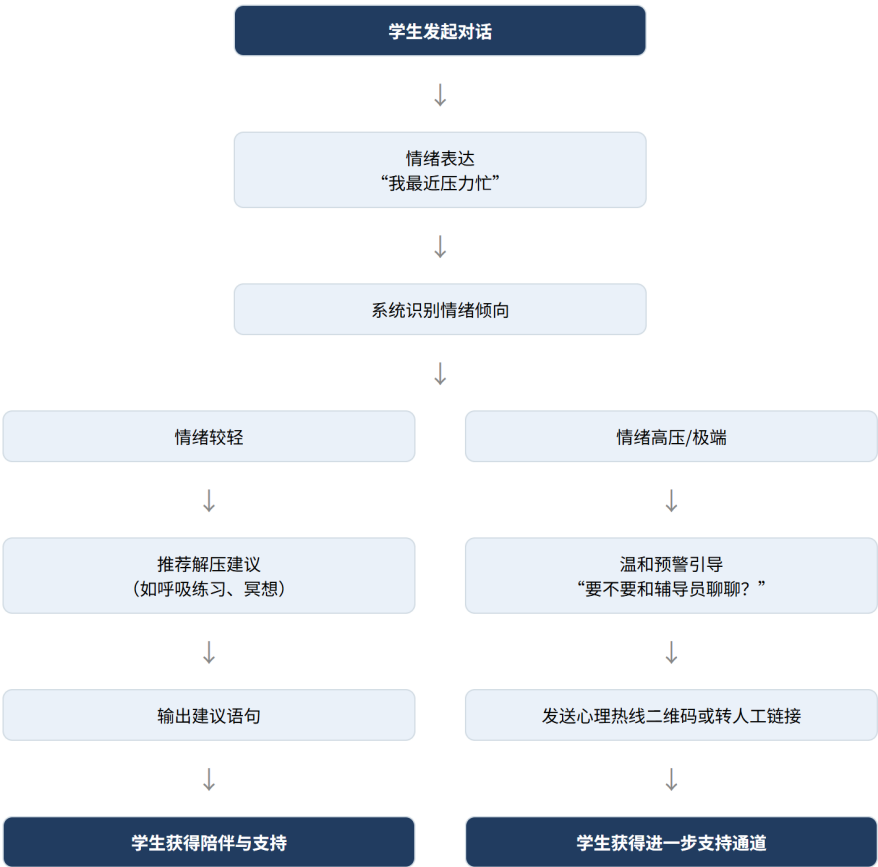 学生发起对话
情绪表达
“我最近压力忙”
系统识别情绪倾向
情绪较轻
情绪高压/极端
推荐解压建议
（如呼吸练习、冥想）
温和预警引导
“要不要和辅导员聊聊？”
输出建议语句
发送心理热线二维码或转人工链接
学生获得陪伴与支持
学生获得进一步支持通道